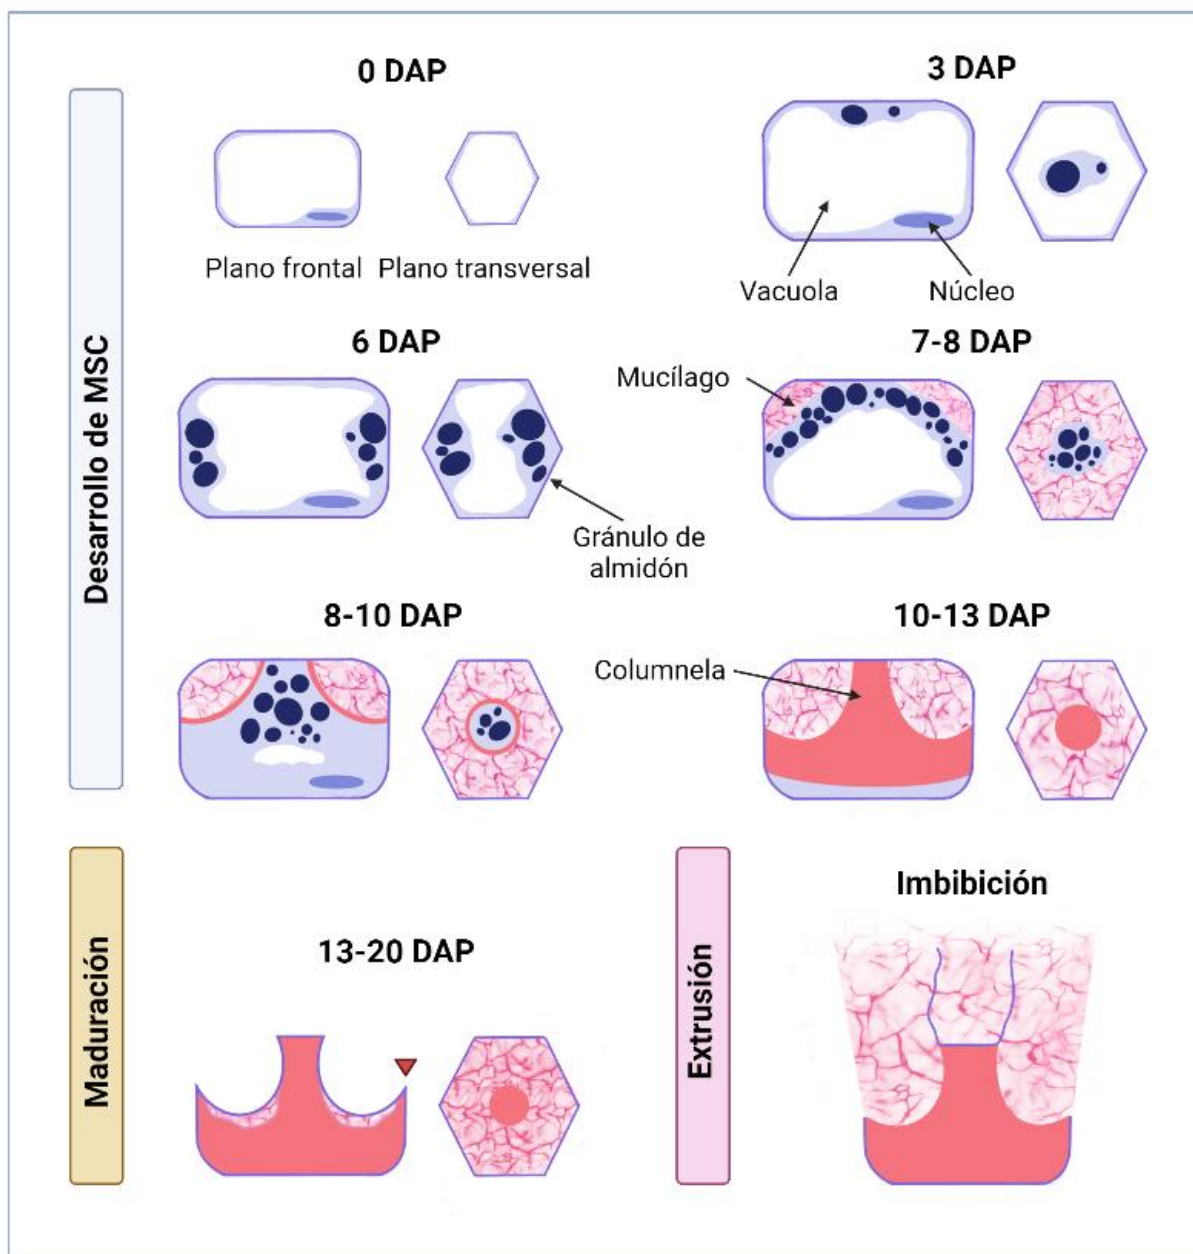 0 DAP
3 DAP
Plano frontal
Plano transversal
Vacuola
Núcleo
6 DAP
7-8 DAP
Mucílago
Gránulo de
almidón
8-10 DAP
10-13 DAP
Columnela
Desarrollo de MSC
Maduración
13-20 DAP
Extrusión
Imbibición